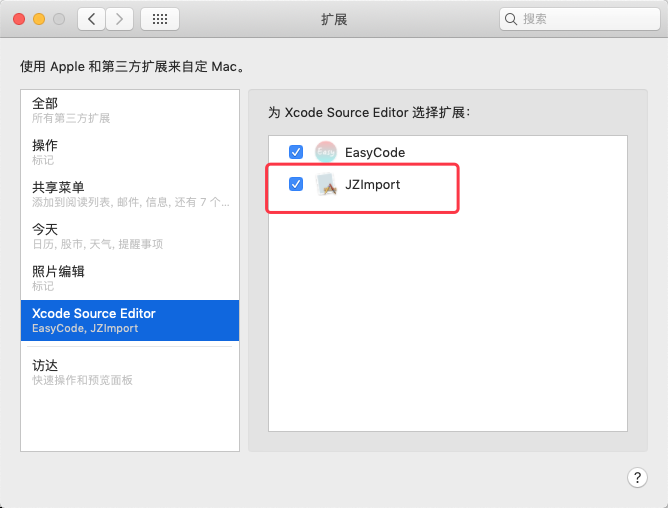 扩展
搜索
使用 Apple 和第三方扩展来自定 Mac。
全部
所有第三方扩展
操作
标记
共享菜单
添加到阅读列表, 邮件, 信息, 还有 7 个...
今天
日历, 股市, 天气, 提醒事项
照片编辑
标记
Xcode Source Editor
EasyCode, JZImport
访达
快速操作和预览面板
为 Xcode Source Editor 选择扩展：
Easy
EasyCode
JZImport
?